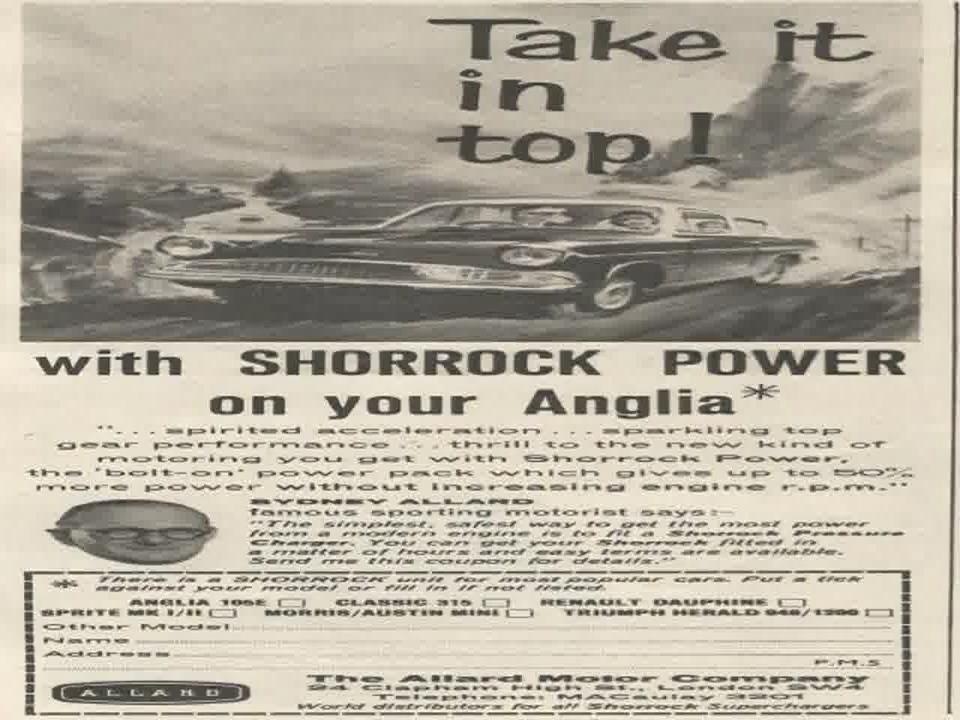 Take it
in
top!
with SHORROCK POWER
on your Anglia*
"... spirited acceleration ... sparkling top
gear performance ... thrill to the new kind of
motoring you get with Shorrock Power,
the 'bolt-on' power pack which gives up to 50%
more power without increasing engine r.p.m."
SYDNEY ALLARD
famous sporting motorist says:-
"The simplest, safest way to get the most power
from a modern engine is to fit a Shorrock Pressure
Charger. You can get your Shorrock fitted in
a matter of hours and easy terms are available.
Send me this coupon for details."
* There is a SHORROCK unit for most popular cars. Put a tick
against your model or fill in if not listed.
ANGLIA 105E CLASSIC 315 RENAULT DAUPHINE
SPRITE MK I/II MORRIS/AUSTIN MINI TRIUMPH HERALD 948/1200
Other Model
Name
Address
P.M.S
ALLARD
The Allard Motor Company
24 Clapham High St., London SW4
Telephone: MACaulay 3201
World distributors for all Shorrock Superchargers